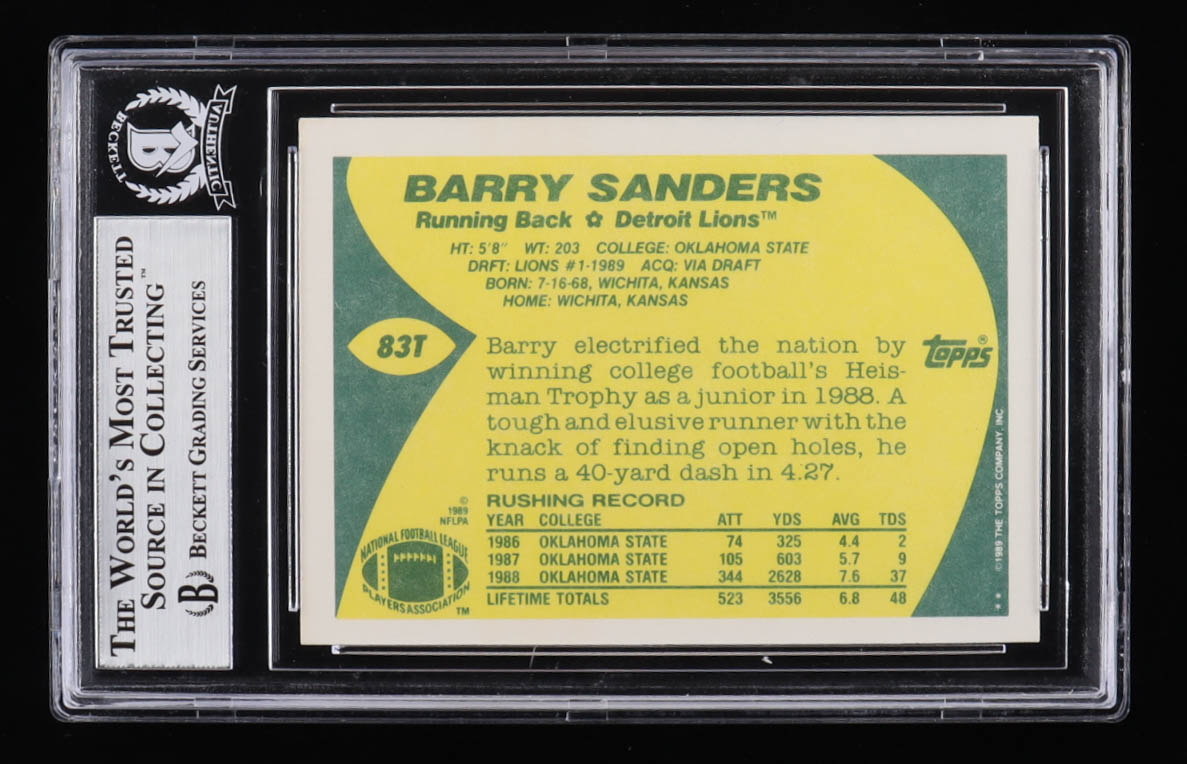 BECKETT
AUTHENTIC
B
THE WORLD'S MOST TRUSTED
SOURCE IN COLLECTING™
B BECKETT GRADING SERVICES
BARRY SANDERS
Running Back Detroit Lions™
HT: 5'8" WT: 203 COLLEGE: OKLAHOMA STATE
DRFT: LIONS #1-1989 ACQ: VIA DRAFT
BORN: 7-16-68, WICHITA, KANSAS
HOME: WICHITA, KANSAS
83T
Barry electrified the nation by
winning college football's Heis-
man Trophy as a junior in 1988. A
tough and elusive runner with the
knack of finding open holes, he
runs a 40-yard dash in 4.27.
topps®
RUSHING RECORD
YEAR COLLEGE ATT YDS AVG TDS
1986 OKLAHOMA STATE 74 325 4.4 2
1987 OKLAHOMA STATE 105 603 5.7 9
1988 OKLAHOMA STATE 344 2628 7.6 37
LIFETIME TOTALS 523 3556 6.8 48
©
1989
NFLPA
NATIONAL FOOTBALL LEAGUE
PLAYERS ASSOCIATION
™
©1989 THE TOPPS COMPANY, INC.
**